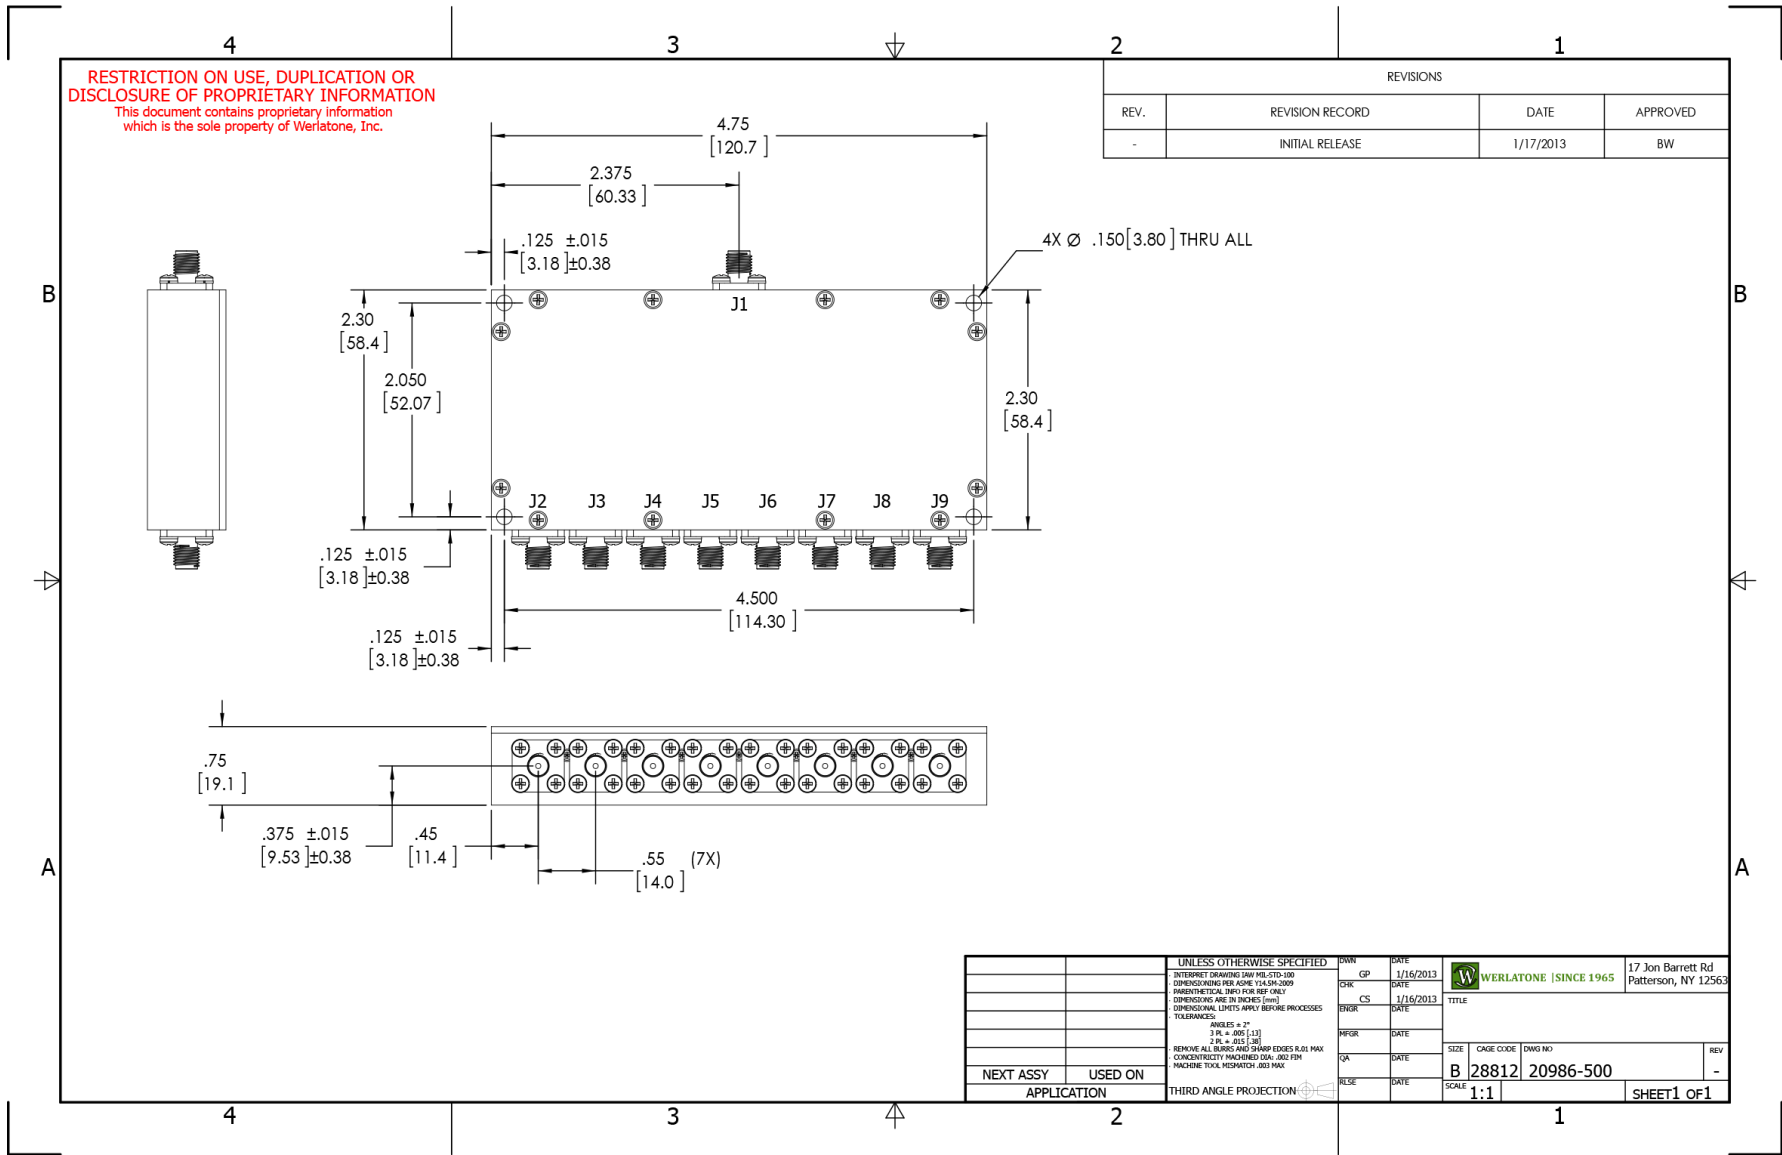 4 3 2 1
RESTRICTION ON USE, DUPLICATION OR
DISCLOSURE OF PROPRIETARY INFORMATION
This document contains proprietary information
which is the sole property of Werlatone, Inc.
REVISIONS
REV. REVISION RECORD DATE APPROVED
- INITIAL RELEASE 1/17/2013 BW
4.75
[120.7 ]
2.375
[60.33 ]
.125 ±.015
[3.18 ]±0.38
4X Ø .150[3.80 ] THRU ALL
B B
J1
2.30
[58.4 ]
2.050
[52.07 ]
2.30
[58.4 ]
J2 J3 J4 J5 J6 J7 J8 J9
.125 ±.015
[3.18 ]±0.38
4.500
[114.30 ]
.125 ±.015
[3.18 ]±0.38
.75
[19.1 ]
.375 ±.015
[9.53 ]±0.38
.45
[11.4 ]
.55 (7X)
[14.0 ]
A A
NEXT ASSY USED ON
APPLICATION
UNLESS OTHERWISE SPECIFIED
- INTERPRET DRAWING IAW MIL-STD-100
- DIMENSIONING PER ASME Y14.5M-2009
- PARENTHETICAL INFO FOR REF ONLY
- DIMENSIONS ARE IN INCHES [mm]
- DIMENSIONAL LIMITS APPLY BEFORE PROCESSES
- TOLERANCES:
ANGLES ± 2°
3 PL ± .005 [.13]
2 PL ± .015 [.38]
- REMOVE ALL BURRS AND SHARP EDGES R.01 MAX
- CONCENTRICITY MACHINED DIA: .002 FIM
- MACHINE TOOL MISMATCH .003 MAX
THIRD ANGLE PROJECTION
DWN DATE
GP 1/16/2013
CHK DATE
CS 1/16/2013
ENGR DATE
MFGR DATE
QA DATE
RLSE DATE
W WERLATONE | SINCE 1965
17 Jon Barrett Rd
Patterson, NY 12563
TITLE
SIZE CAGE CODE DWG NO REV
B 28812 20986-500 -
SCALE 1:1 SHEET1 OF1
4 3 2 1